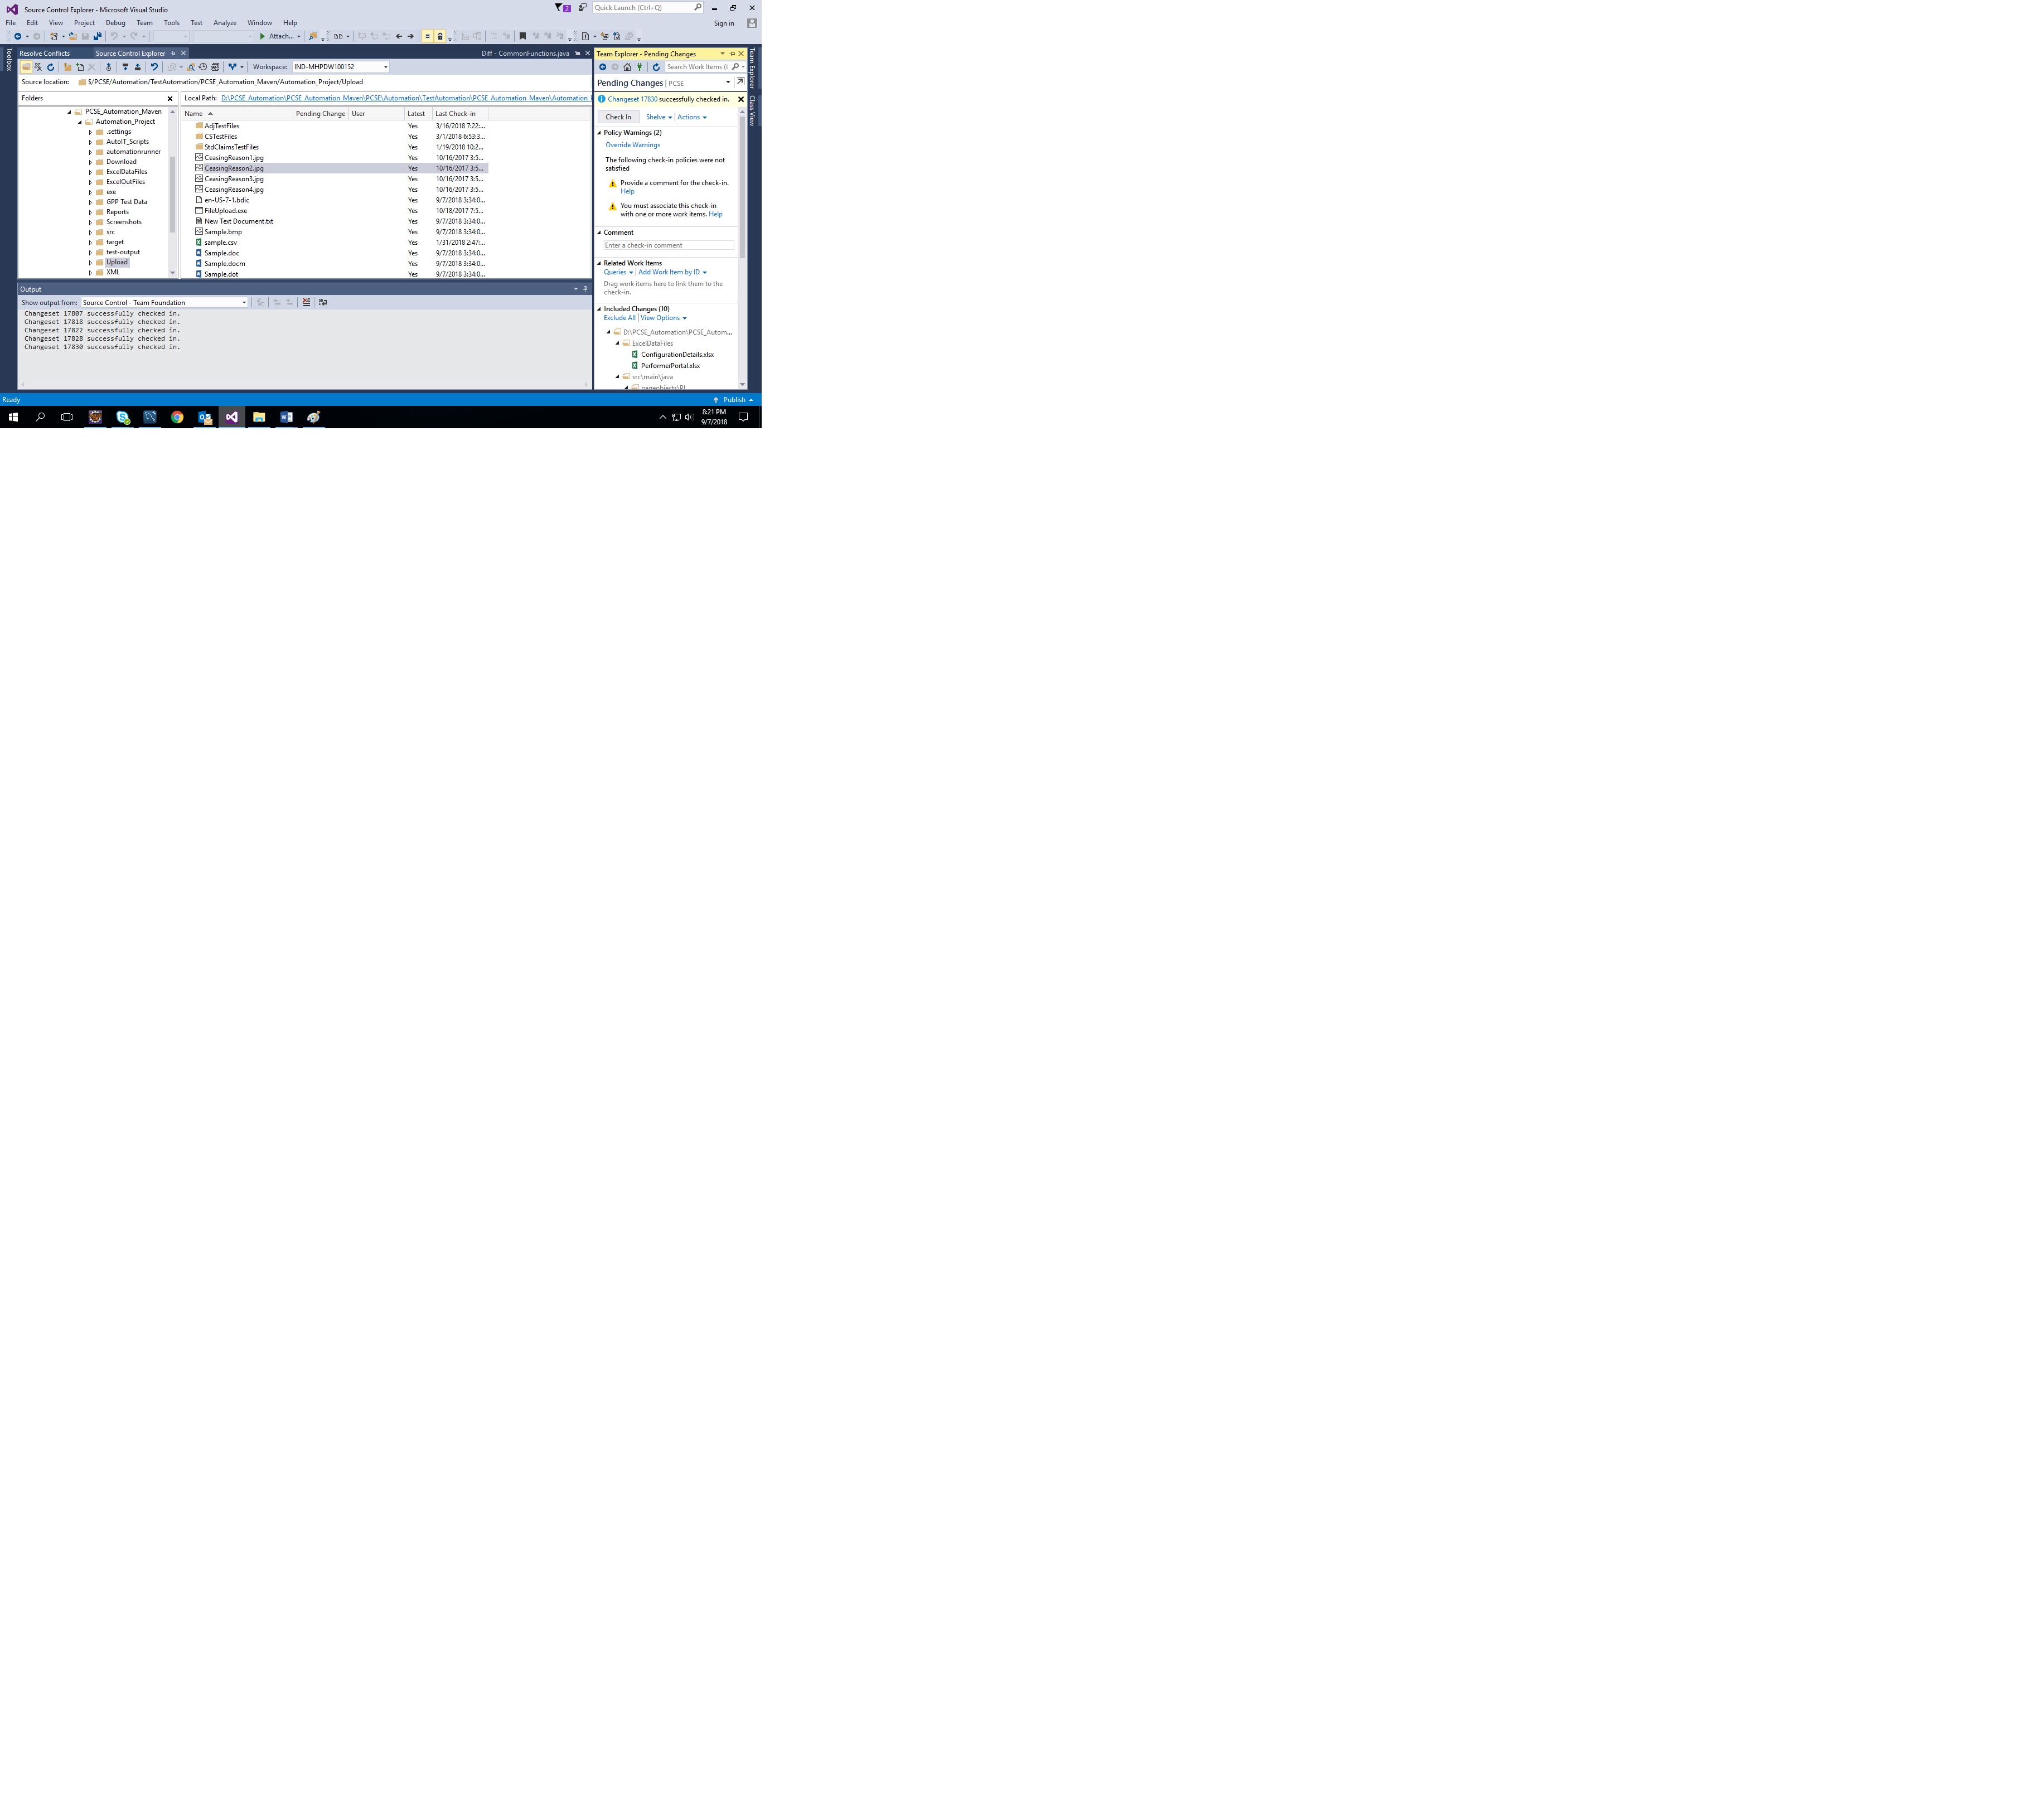 Source Control Explorer - Microsoft Visual Studio
2
Quick Launch (Ctrl+Q)
File Edit View Project Debug Team Tools Test Analyze Window Help
Sign in
Attach...
Toolbox
Resolve Conflicts
Source Control Explorer
Diff - CommonFunctions.java
Workspace: IND-MHPDW100152
Source location: $/PCSE/Automation/TestAutomation/PCSE_Automation_Maven/Automation_Project/Upload
Folders
PCSE_Automation_Maven
Automation_Project
.settings
AutoIT_Scripts
automationrunner
Download
ExcelDataFiles
ExcelOutFiles
exe
GPP Test Data
Reports
Screenshots
src
target
test-output
Upload
XML
Local Path: D:\PCSE_Automation\PCSE_Automation_Maven\PCSE\Automation\TestAutomation\PCSE_Automation_Maven\Automation_
Name Pending Change User Latest Last Check-in
AdjTestFiles Yes 3/16/2018 7:22:...
CSTestFiles Yes 3/1/2018 6:53:3...
StdClaimsTestFiles Yes 1/19/2018 10:2...
CeasingReason1.jpg Yes 10/16/2017 3:5...
CeasingReason2.jpg Yes 10/16/2017 3:5...
CeasingReason3.jpg Yes 10/16/2017 3:5...
CeasingReason4.jpg Yes 10/16/2017 3:5...
en-US-7-1.bdic Yes 9/7/2018 3:34:0...
FileUpload.exe Yes 10/18/2017 7:5...
New Text Document.txt Yes 9/7/2018 3:34:0...
Sample.bmp Yes 9/7/2018 3:34:0...
sample.csv Yes 1/31/2018 2:47:...
Sample.doc Yes 9/7/2018 3:34:0...
Sample.docm Yes 9/7/2018 3:34:0...
Sample.dot Yes 9/7/2018 3:34:0...
Output
Show output from: Source Control - Team Foundation
Changeset 17807 successfully checked in.
Changeset 17818 successfully checked in.
Changeset 17822 successfully checked in.
Changeset 17828 successfully checked in.
Changeset 17830 successfully checked in.
Team Explorer - Pending Changes
Search Work Items (
Pending Changes | PCSE
Changeset 17830 successfully checked in.
Check In Shelve Actions
Policy Warnings (2)
Override Warnings
The following check-in policies were not
satisfied
Provide a comment for the check-in.
Help
You must associate this check-in
with one or more work items. Help
Comment
Enter a check-in comment
Related Work Items
Queries Add Work Item by ID
Drag work items here to link them to the
check-in.
Included Changes (10)
Exclude All View Options
D:\PCSE_Automation\PCSE_Autom...
ExcelDataFiles
ConfigurationDetails.xlsx
PerformerPortal.xlsx
src\main\java
Team Explorer
Class View
Ready
Publish
8:21 PM
9/7/2018